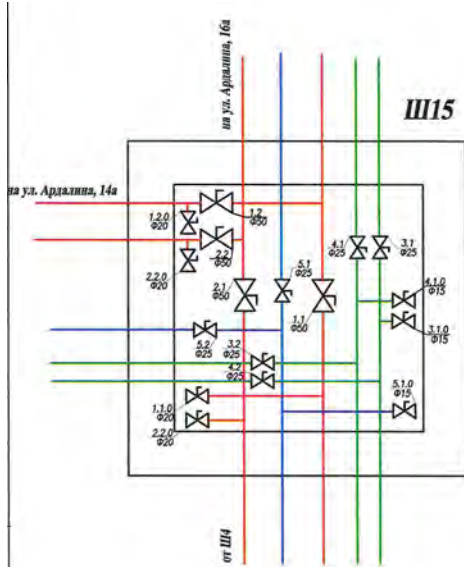 на ул. Ардалина, 16а
Ш15
на ул. Ардалина, 14а
1.2.0
Ф20
1.2
Ф50
2.2
Ф50
2.2.0
Ф20
4.1
Ф25
3.1
Ф25
2.1
Ф50
5.1
Ф25
1.1
Ф50
4.1.0
Ф15
3.1.0
Ф15
5.2
Ф25
3.2
Ф25
4.2
Ф25
1.1.0
Ф20
2.2.0
Ф20
5.1.0
Ф15
от Ш4